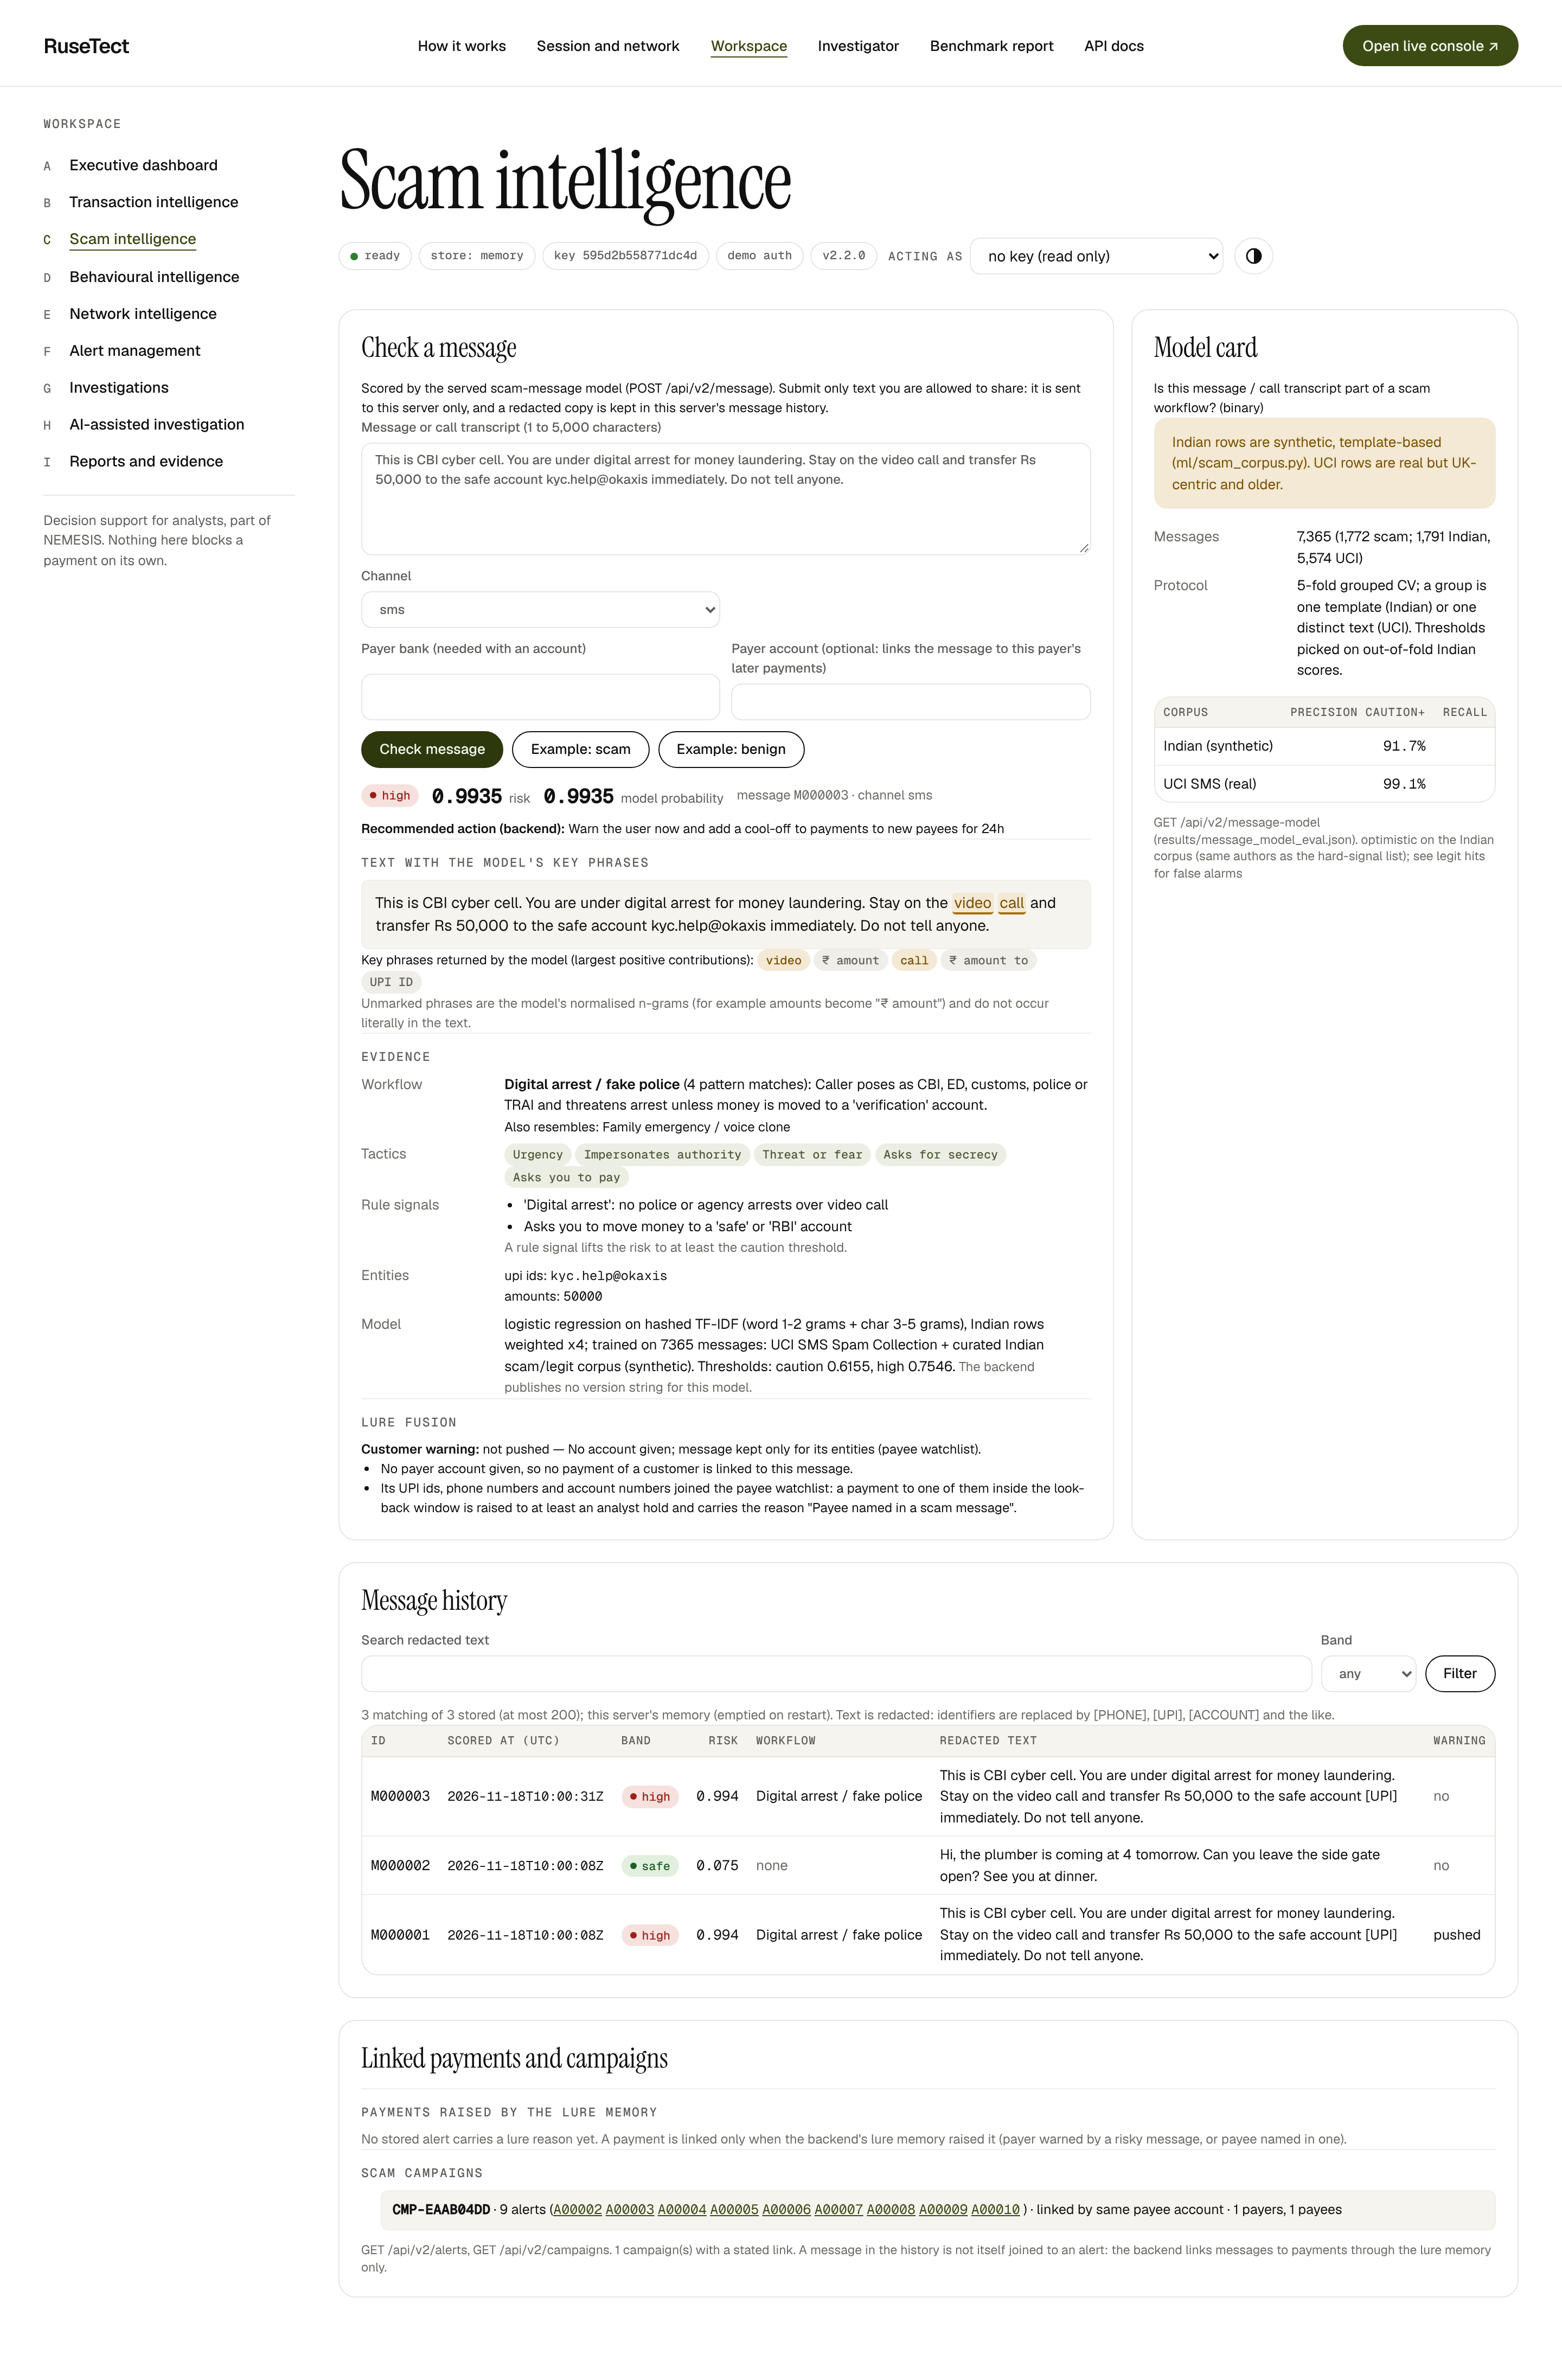 RuseTect
How it works
Session and network
Workspace
Investigator
Benchmark report
API docs
Open live console ↗
WORKSPACE
A Executive dashboard
B Transaction intelligence
C Scam intelligence
D Behavioural intelligence
E Network intelligence
F Alert management
G Investigations
H AI-assisted investigation
I Reports and evidence
Decision support for analysts, part of
NEMESIS. Nothing here blocks a
payment on its own.
Scam intelligence
ready
store: memory
key 595d2b558771dc4d
demo auth
v2.2.0
ACTING AS
no key (read only)
Check a message
Scored by the served scam-message model (POST /api/v2/message). Submit only text you are allowed to share: it is sent
to this server only, and a redacted copy is kept in this server's message history.
Message or call transcript (1 to 5,000 characters)
This is CBI cyber cell. You are under digital arrest for money laundering. Stay on the video call and transfer Rs
50,000 to the safe account kyc.help@okaxis immediately. Do not tell anyone.
Channel
sms
Payer bank (needed with an account)
Payer account (optional: links the message to this payer's
later payments)
Check message
Example: scam
Example: benign
high 0.9935 risk 0.9935 model probability message M000003 · channel sms
Recommended action (backend): Warn the user now and add a cool-off to payments to new payees for 24h
TEXT WITH THE MODEL'S KEY PHRASES
This is CBI cyber cell. You are under digital arrest for money laundering. Stay on the video call and
transfer Rs 50,000 to the safe account kyc.help@okaxis immediately. Do not tell anyone.
Key phrases returned by the model (largest positive contributions): video ₹ amount call ₹ amount to
UPI ID
Unmarked phrases are the model's normalised n-grams (for example amounts become "₹ amount") and do not occur
literally in the text.
EVIDENCE
Workflow
Digital arrest / fake police (4 pattern matches): Caller poses as CBI, ED, customs, police or
TRAI and threatens arrest unless money is moved to a 'verification' account.
Also resembles: Family emergency / voice clone
Tactics
Urgency Impersonates authority Threat or fear Asks for secrecy
Asks you to pay
Rule signals
• 'Digital arrest': no police or agency arrests over video call
• Asks you to move money to a 'safe' or 'RBI' account
A rule signal lifts the risk to at least the caution threshold.
Entities
upi ids: kyc.help@okaxis
amounts: 50000
Model
logistic regression on hashed TF-IDF (word 1-2 grams + char 3-5 grams), Indian rows
weighted x4; trained on 7365 messages: UCI SMS Spam Collection + curated Indian
scam/legit corpus (synthetic). Thresholds: caution 0.6155, high 0.7546. The backend
publishes no version string for this model.
LURE FUSION
Customer warning: not pushed — No account given; message kept only for its entities (payee watchlist).
• No payer account given, so no payment of a customer is linked to this message.
• Its UPI ids, phone numbers and account numbers joined the payee watchlist: a payment to one of them inside the look-
back window is raised to at least an analyst hold and carries the reason "Payee named in a scam message".
Model card
Is this message / call transcript part of a scam
workflow? (binary)
Indian rows are synthetic, template-based
(ml/scam_corpus.py). UCI rows are real but UK-
centric and older.
Messages
7,365 (1,772 scam; 1,791 Indian,
5,574 UCI)
Protocol
5-fold grouped CV; a group is
one template (Indian) or one
distinct text (UCI). Thresholds
picked on out-of-fold Indian
scores.
CORPUS PRECISION CAUTION+ RECALL
Indian (synthetic) 91.7%
UCI SMS (real) 99.1%
GET /api/v2/message-model
(results/message_model_eval.json). optimistic on the Indian
corpus (same authors as the hard-signal list); see legit hits
for false alarms
Message history
Search redacted text
Band
any
Filter
3 matching of 3 stored (at most 200); this server's memory (emptied on restart). Text is redacted: identifiers are replaced by [PHONE], [UPI], [ACCOUNT] and the like.
ID SCORED AT (UTC) BAND RISK WORKFLOW REDACTED TEXT WARNING
M000003 2026-11-18T10:00:31Z high 0.994 Digital arrest / fake police
This is CBI cyber cell. You are under digital arrest for money laundering.
Stay on the video call and transfer Rs 50,000 to the safe account [UPI]
immediately. Do not tell anyone.
no
M000002 2026-11-18T10:00:08Z safe 0.075 none
Hi, the plumber is coming at 4 tomorrow. Can you leave the side gate
open? See you at dinner.
no
M000001 2026-11-18T10:00:08Z high 0.994 Digital arrest / fake police
This is CBI cyber cell. You are under digital arrest for money laundering.
Stay on the video call and transfer Rs 50,000 to the safe account [UPI]
immediately. Do not tell anyone.
pushed
Linked payments and campaigns
PAYMENTS RAISED BY THE LURE MEMORY
No stored alert carries a lure reason yet. A payment is linked only when the backend's lure memory raised it (payer warned by a risky message, or payee named in one).
SCAM CAMPAIGNS
CMP-EAAB04DD · 9 alerts (A00002 A00003 A00004 A00005 A00006 A00007 A00008 A00009 A00010 ) · linked by same payee account · 1 payers, 1 payees
GET /api/v2/alerts, GET /api/v2/campaigns. 1 campaign(s) with a stated link. A message in the history is not itself joined to an alert: the backend links messages to payments through the lure memory
only.